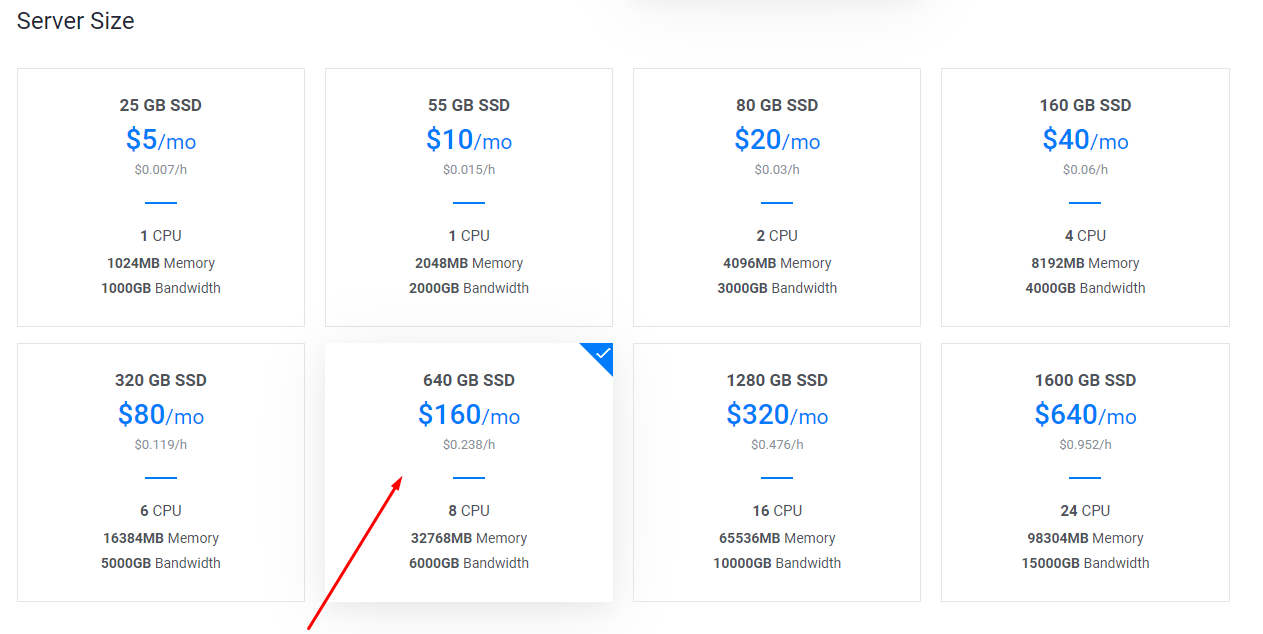 Server Size
25 GB SSD
$5/mo
$0.007/h
1 CPU
1024MB Memory
1000GB Bandwidth
55 GB SSD
$10/mo
$0.015/h
1 CPU
2048MB Memory
2000GB Bandwidth
80 GB SSD
$20/mo
$0.03/h
2 CPU
4096MB Memory
3000GB Bandwidth
160 GB SSD
$40/mo
$0.06/h
4 CPU
8192MB Memory
4000GB Bandwidth
320 GB SSD
$80/mo
$0.119/h
6 CPU
16384MB Memory
5000GB Bandwidth
640 GB SSD
$160/mo
$0.238/h
8 CPU
32768MB Memory
6000GB Bandwidth
1280 GB SSD
$320/mo
$0.476/h
16 CPU
65536MB Memory
10000GB Bandwidth
1600 GB SSD
$640/mo
$0.952/h
24 CPU
98304MB Memory
15000GB Bandwidth